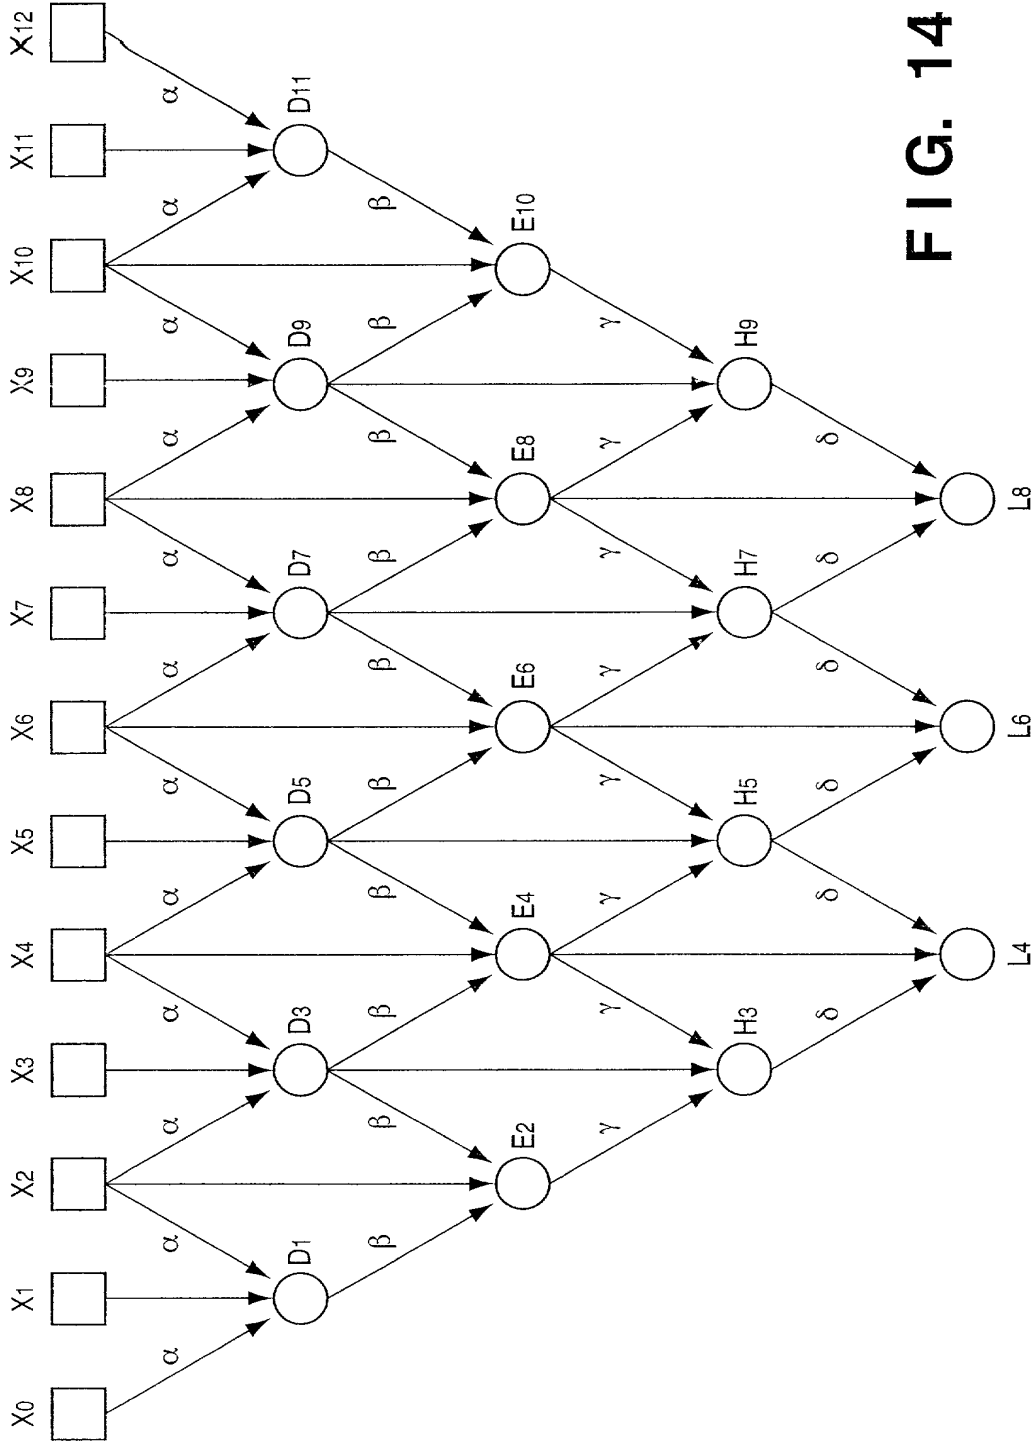 X0 X1 X2 X3 X4 X5 X6 X7 X8 X9 X10 X11 X12
α α α α α α α α α α α α
D1 D3 D5 D7 D9 D11
β β β β β β β β β β
E2 E4 E6 E8 E10
γ γ γ γ γ γ γ γ
H3 H5 H7 H9
δ δ δ δ δ δ
L4 L6 L8
FIG. 14